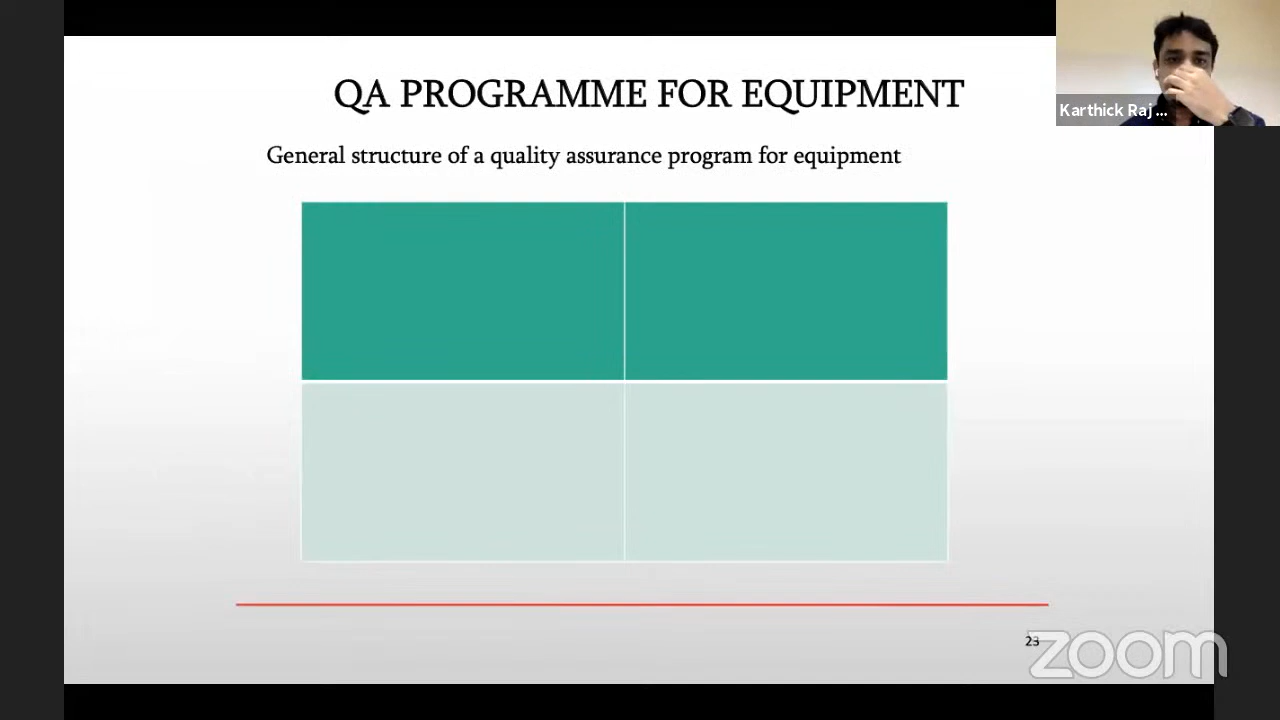 QA PROGRAMME FOR EQUIPMENT
Karthick Raj ...
General structure of a quality assurance program for equipment
23
zoom